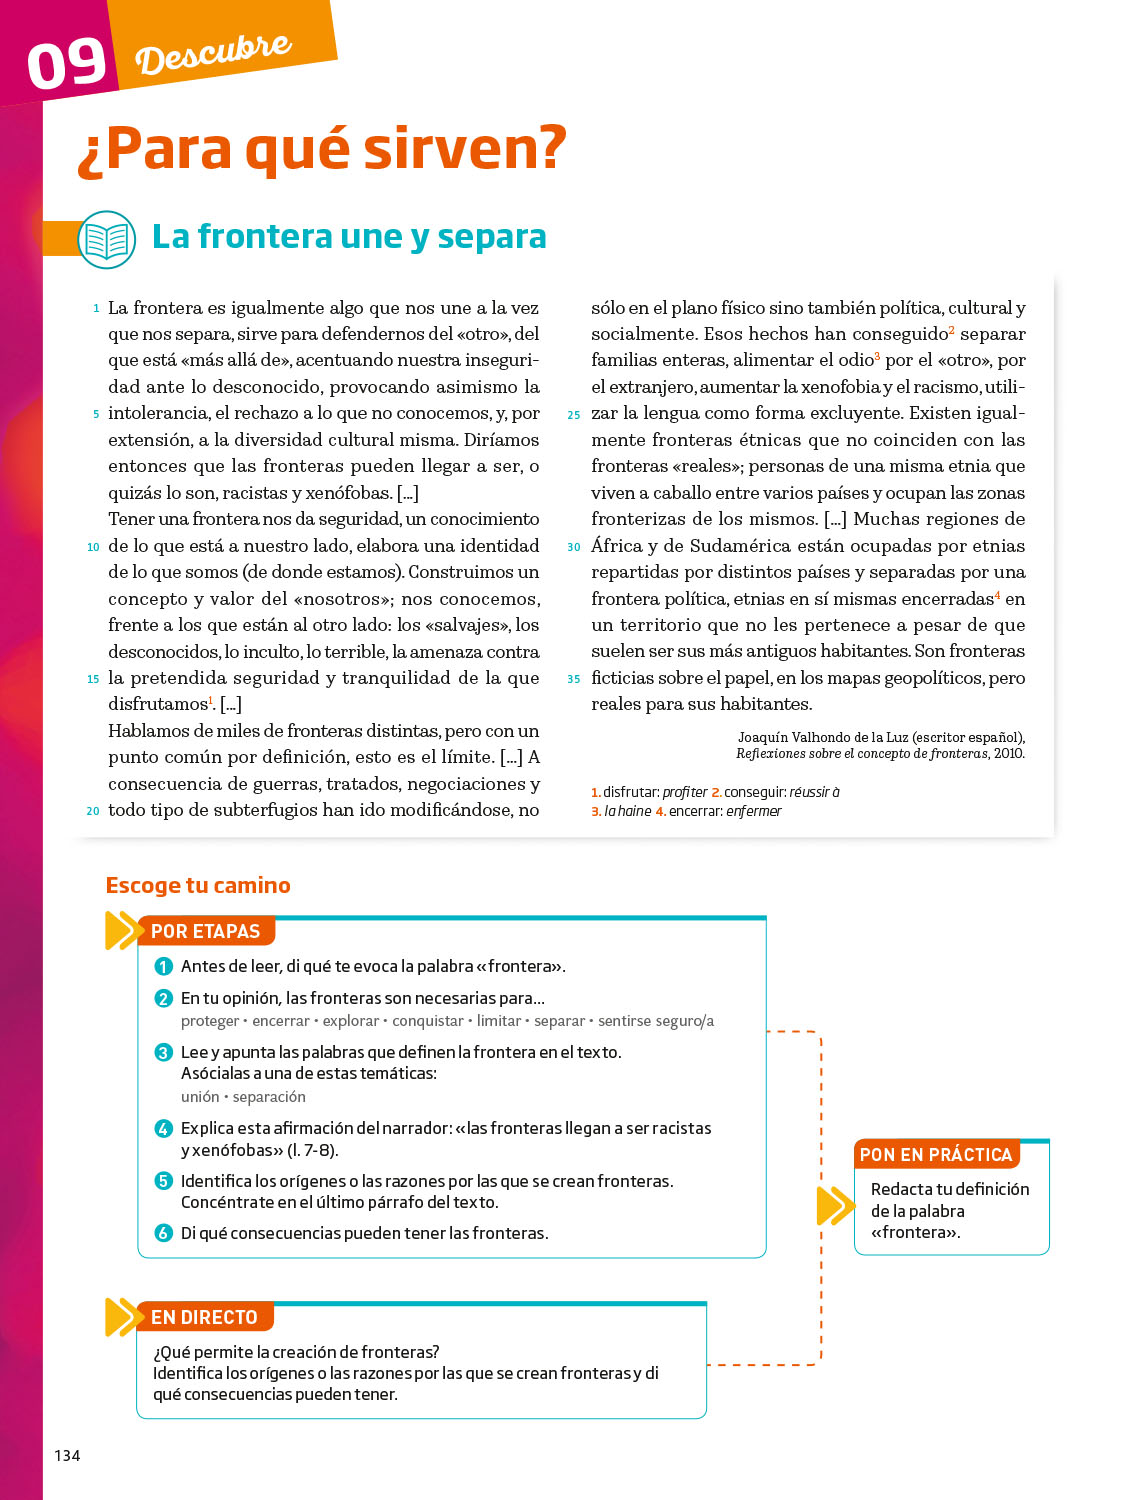 09 Descubre
¿Para qué sirven?
La frontera une y separa
1 La frontera es igualmente algo que nos une a la vez
que nos separa, sirve para defendernos del «otro», del
que está «más allá de», acentuando nuestra inseguri-
dad ante lo desconocido, provocando asimismo la
5 intolerancia, el rechazo a lo que no conocemos, y, por
extensión, a la diversidad cultural misma. Diríamos
entonces que las fronteras pueden llegar a ser, o
quizás lo son, racistas y xenófobas. [...]
Tener una frontera nos da seguridad, un conocimiento
10 de lo que está a nuestro lado, elabora una identidad
de lo que somos (de donde estamos). Construimos un
concepto y valor del «nosotros»; nos conocemos,
frente a los que están al otro lado: los «salvajes», los
desconocidos, lo inculto, lo terrible, la amenaza contra
15 la pretendida seguridad y tranquilidad de la que
disfrutamos1. [...]
Hablamos de miles de fronteras distintas, pero con un
punto común por definición, esto es el límite. [...] A
consecuencia de guerras, tratados, negociaciones y
20 todo tipo de subterfugios han ido modificándose, no
sólo en el plano físico sino también política, cultural y
socialmente. Esos hechos han conseguido2 separar
familias enteras, alimentar el odio3 por el «otro», por
el extranjero, aumentar la xenofobia y el racismo, utili-
25 zar la lengua como forma excluyente. Existen igual-
mente fronteras étnicas que no coinciden con las
fronteras «reales»; personas de una misma etnia que
viven a caballo entre varios países y ocupan las zonas
fronterizas de los mismos. [...] Muchas regiones de
30 África y de Sudamérica están ocupadas por etnias
repartidas por distintos países y separadas por una
frontera política, etnias en sí mismas encerradas4 en
un territorio que no les pertenece a pesar de que
suelen ser sus más antiguos habitantes. Son fronteras
35 ficticias sobre el papel, en los mapas geopolíticos, pero
reales para sus habitantes.
Joaquín Valhondo de la Luz (escritor español),
Reflexiones sobre el concepto de fronteras, 2010.
1. disfrutar: profiter 2. conseguir: réussir à
3. la haine 4. encerrar: enfermer
Escoge tu camino
POR ETAPAS
1 Antes de leer, di qué te evoca la palabra «frontera».
2 En tu opinión, las fronteras son necesarias para...
proteger • encerrar • explorar • conquistar • limitar • separar • sentirse seguro/a
3 Lee y apunta las palabras que definen la frontera en el texto.
Asócialas a una de estas temáticas:
unión • separación
4 Explica esta afirmación del narrador: «las fronteras llegan a ser racistas
y xenófobas» (l. 7-8).
5 Identifica los orígenes o las razones por las que se crean fronteras.
Concéntrate en el último párrafo del texto.
6 Di qué consecuencias pueden tener las fronteras.
EN DIRECTO
¿Qué permite la creación de fronteras?
Identifica los orígenes o las razones por las que se crean fronteras y di
qué consecuencias pueden tener.
PON EN PRÁCTICA
Redacta tu definición
de la palabra
«frontera».
134